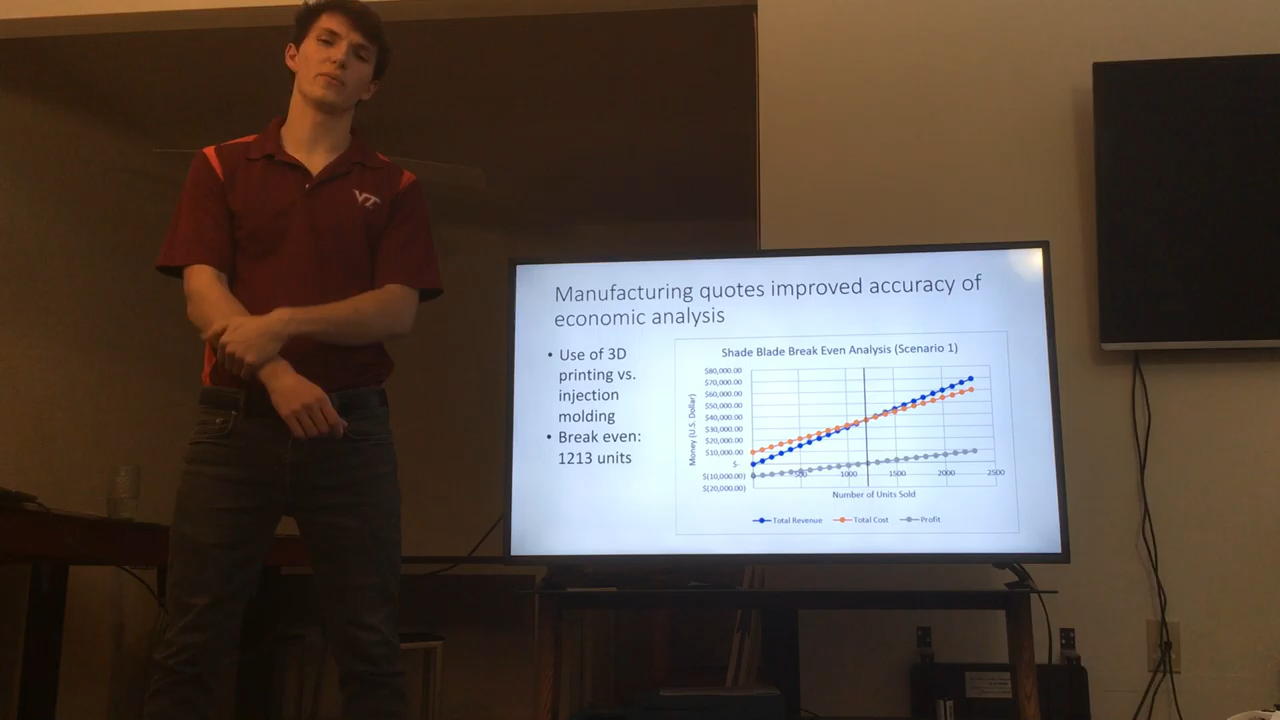 VT
Manufacturing quotes improved accuracy of
economic analysis
• Use of 3D
printing vs.
injection
molding
• Break even:
1213 units
Shade Blade Break Even Analysis (Scenario 1)
Money (U.S. Dollar)
$80,000.00
$70,000.00
$60,000.00
$50,000.00
$40,000.00
$30,000.00
$20,000.00
$10,000.00
$-
$(10,000.00)
$(20,000.00)
500 1000 1500 2000 2500
Number of Units Sold
Total Revenue Total Cost Profit